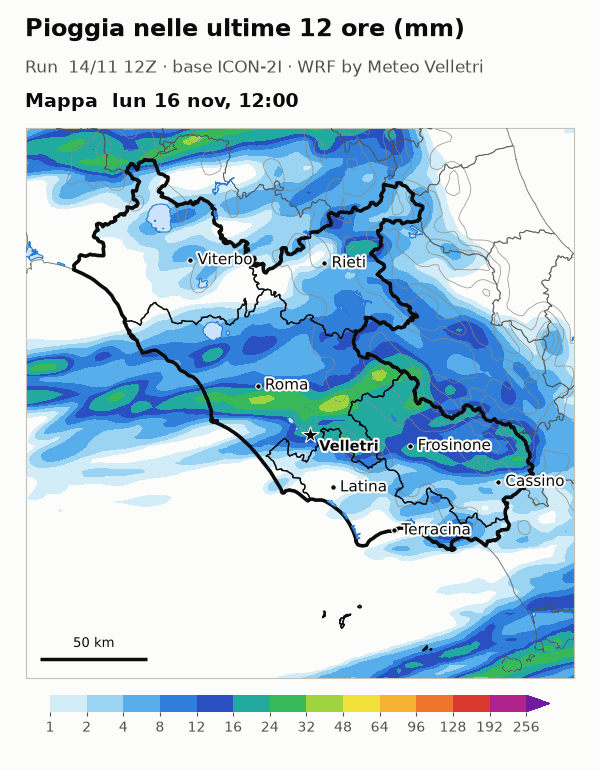 Pioggia nelle ultime 12 ore (mm)
Run  14/11 12Z · base ICON-2I · WRF by Meteo Velletri
Mappa  lun 16 nov, 12:00
Viterbo
Rieti
Roma
Velletri
Frosinone
Latina
Cassino
Terracina
50 km
1 2 4 8 12 16 24 32 48 64 96 128 192 256